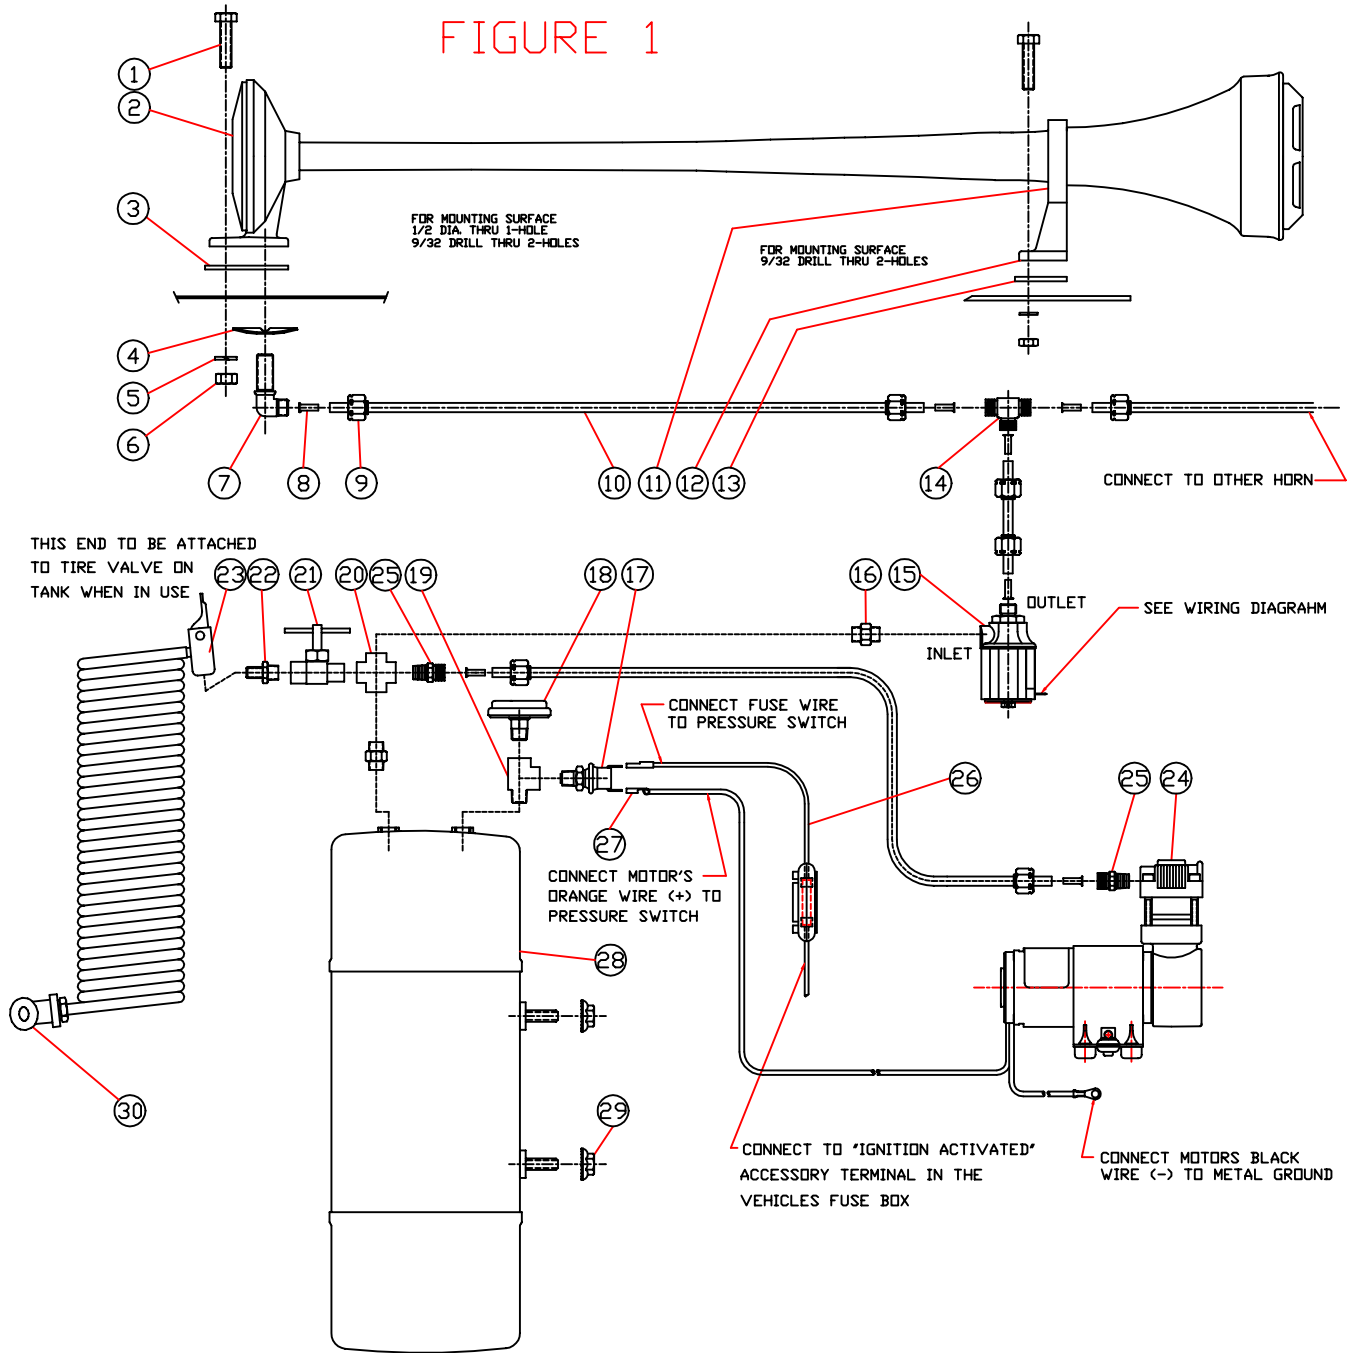 FIGURE 1
1
2
3
FOR MOUNTING SURFACE
1/2 DIA. THRU 1-HOLE
9/32 DRILL THRU 2-HOLES
FOR MOUNTING SURFACE
9/32 DRILL THRU 2-HOLES
4
5
6
7
8
9
10
11
12
13
14
CONNECT TO OTHER HORN
THIS END TO BE ATTACHED
TO TIRE VALVE ON
TANK WHEN IN USE
23
22
21
20
25
19
18
17
16
15
OUTLET
INLET
SEE WIRING DIAGRAHM
CONNECT FUSE WIRE
TO PRESSURE SWITCH
26
25
24
27
CONNECT MOTOR'S
ORANGE WIRE (+) TO
PRESSURE SWITCH
28
29
30
CONNECT TO "IGNITION ACTIVATED"
ACCESSORY TERMINAL IN THE
VEHICLES FUSE BOX
CONNECT MOTORS BLACK
WIRE (-) TO METAL GROUND